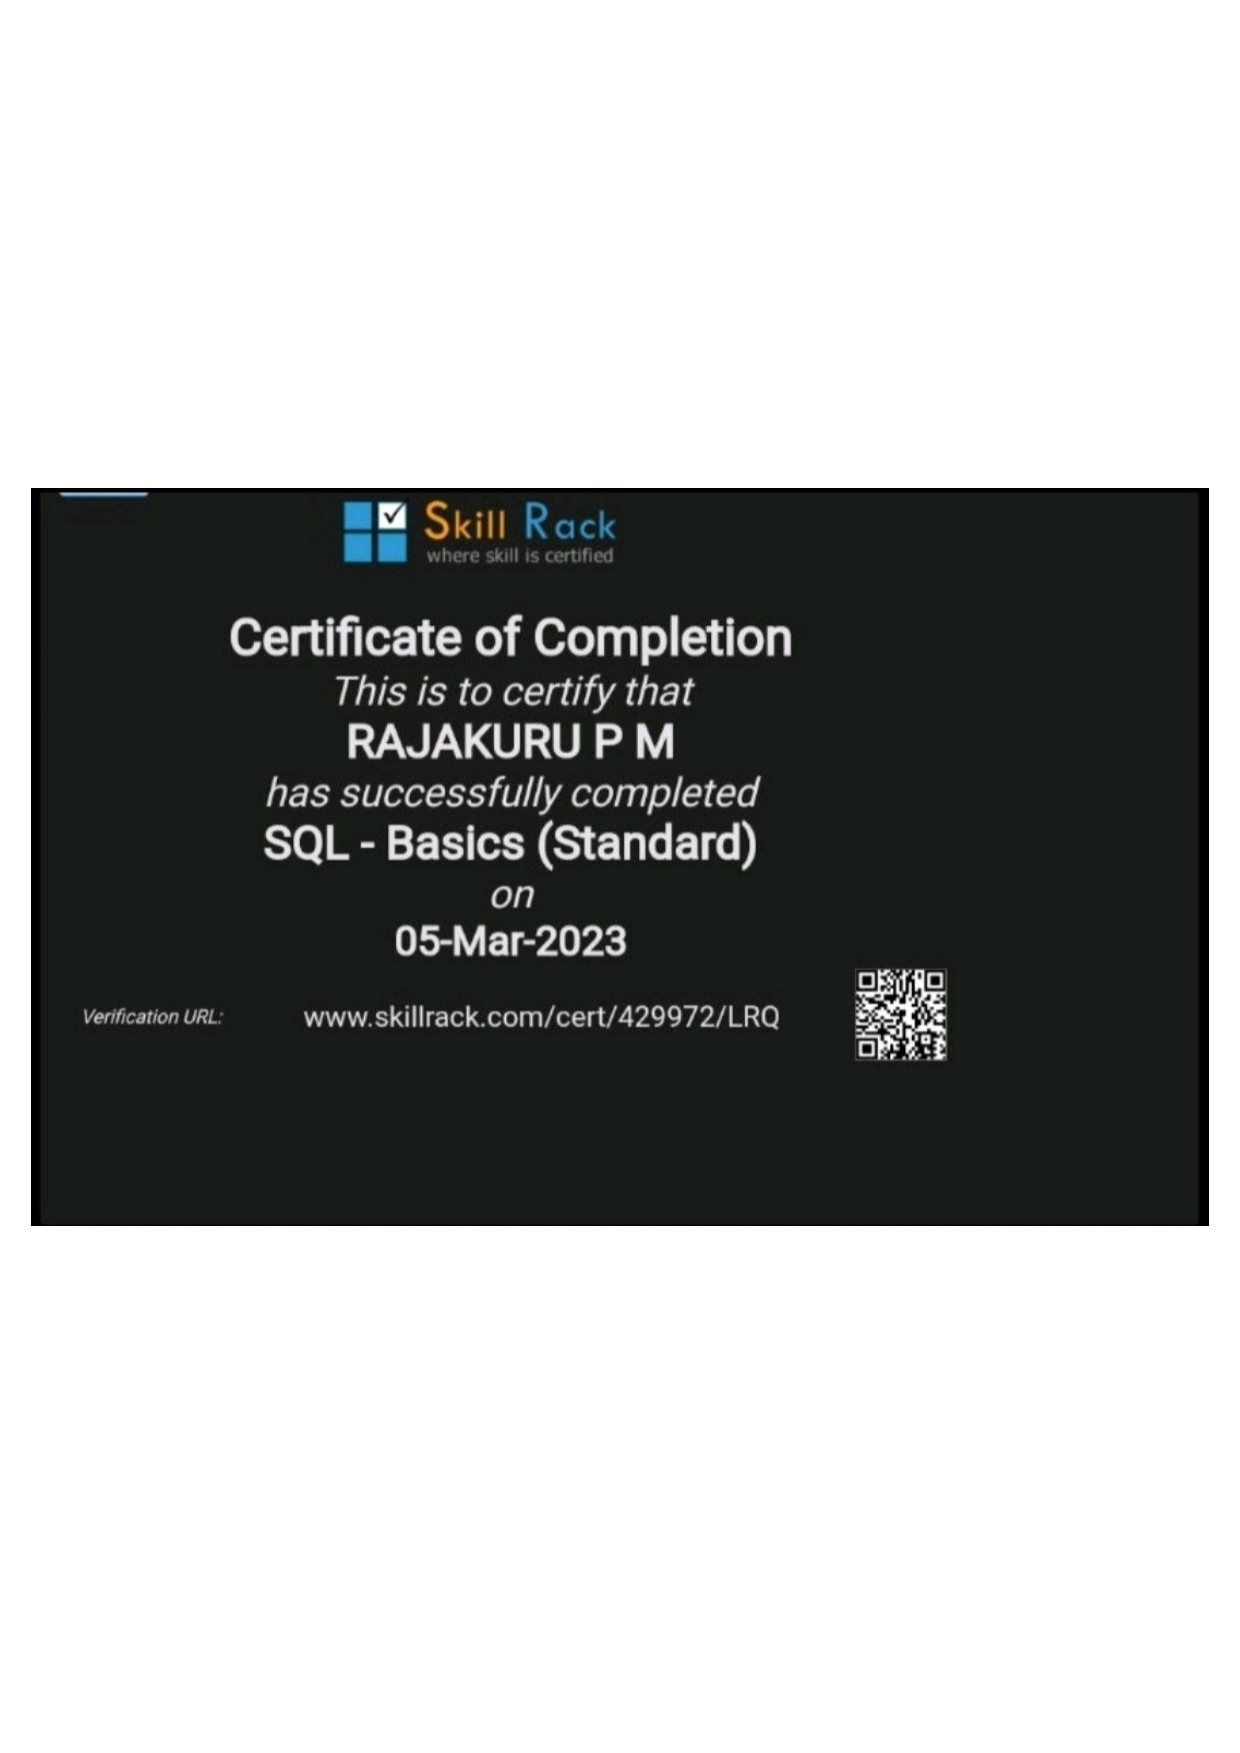 Skill Rack
where skill is certified
Certificate of Completion
This is to certify that
RAJAKURU P M
has successfully completed
SQL - Basics (Standard)
on
05-Mar-2023
Verification URL: www.skillrack.com/cert/429972/LRQ